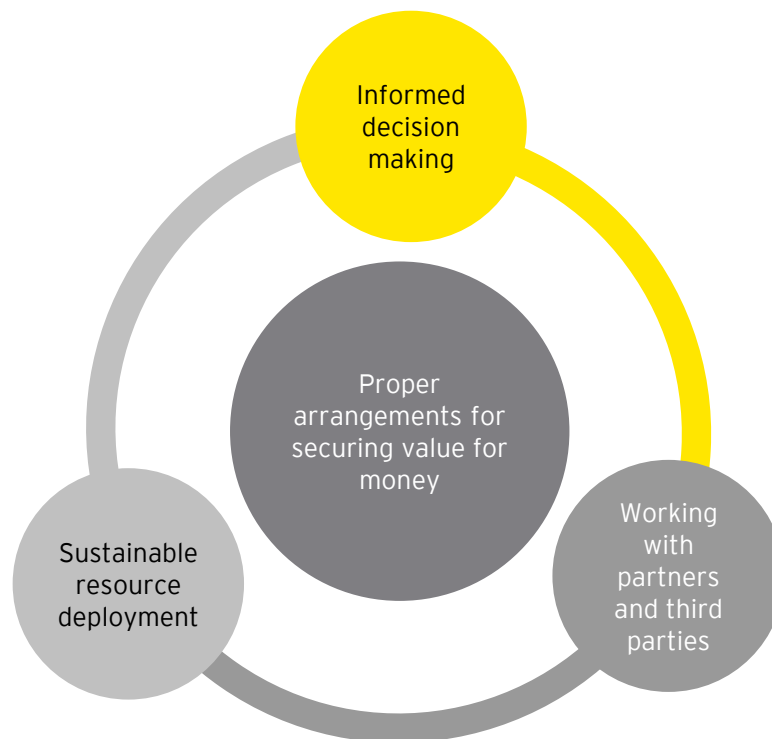 Informed
decision
making
Proper
arrangements for
securing value for
money
Sustainable
resource
deployment
Working
with
partners
and third
parties